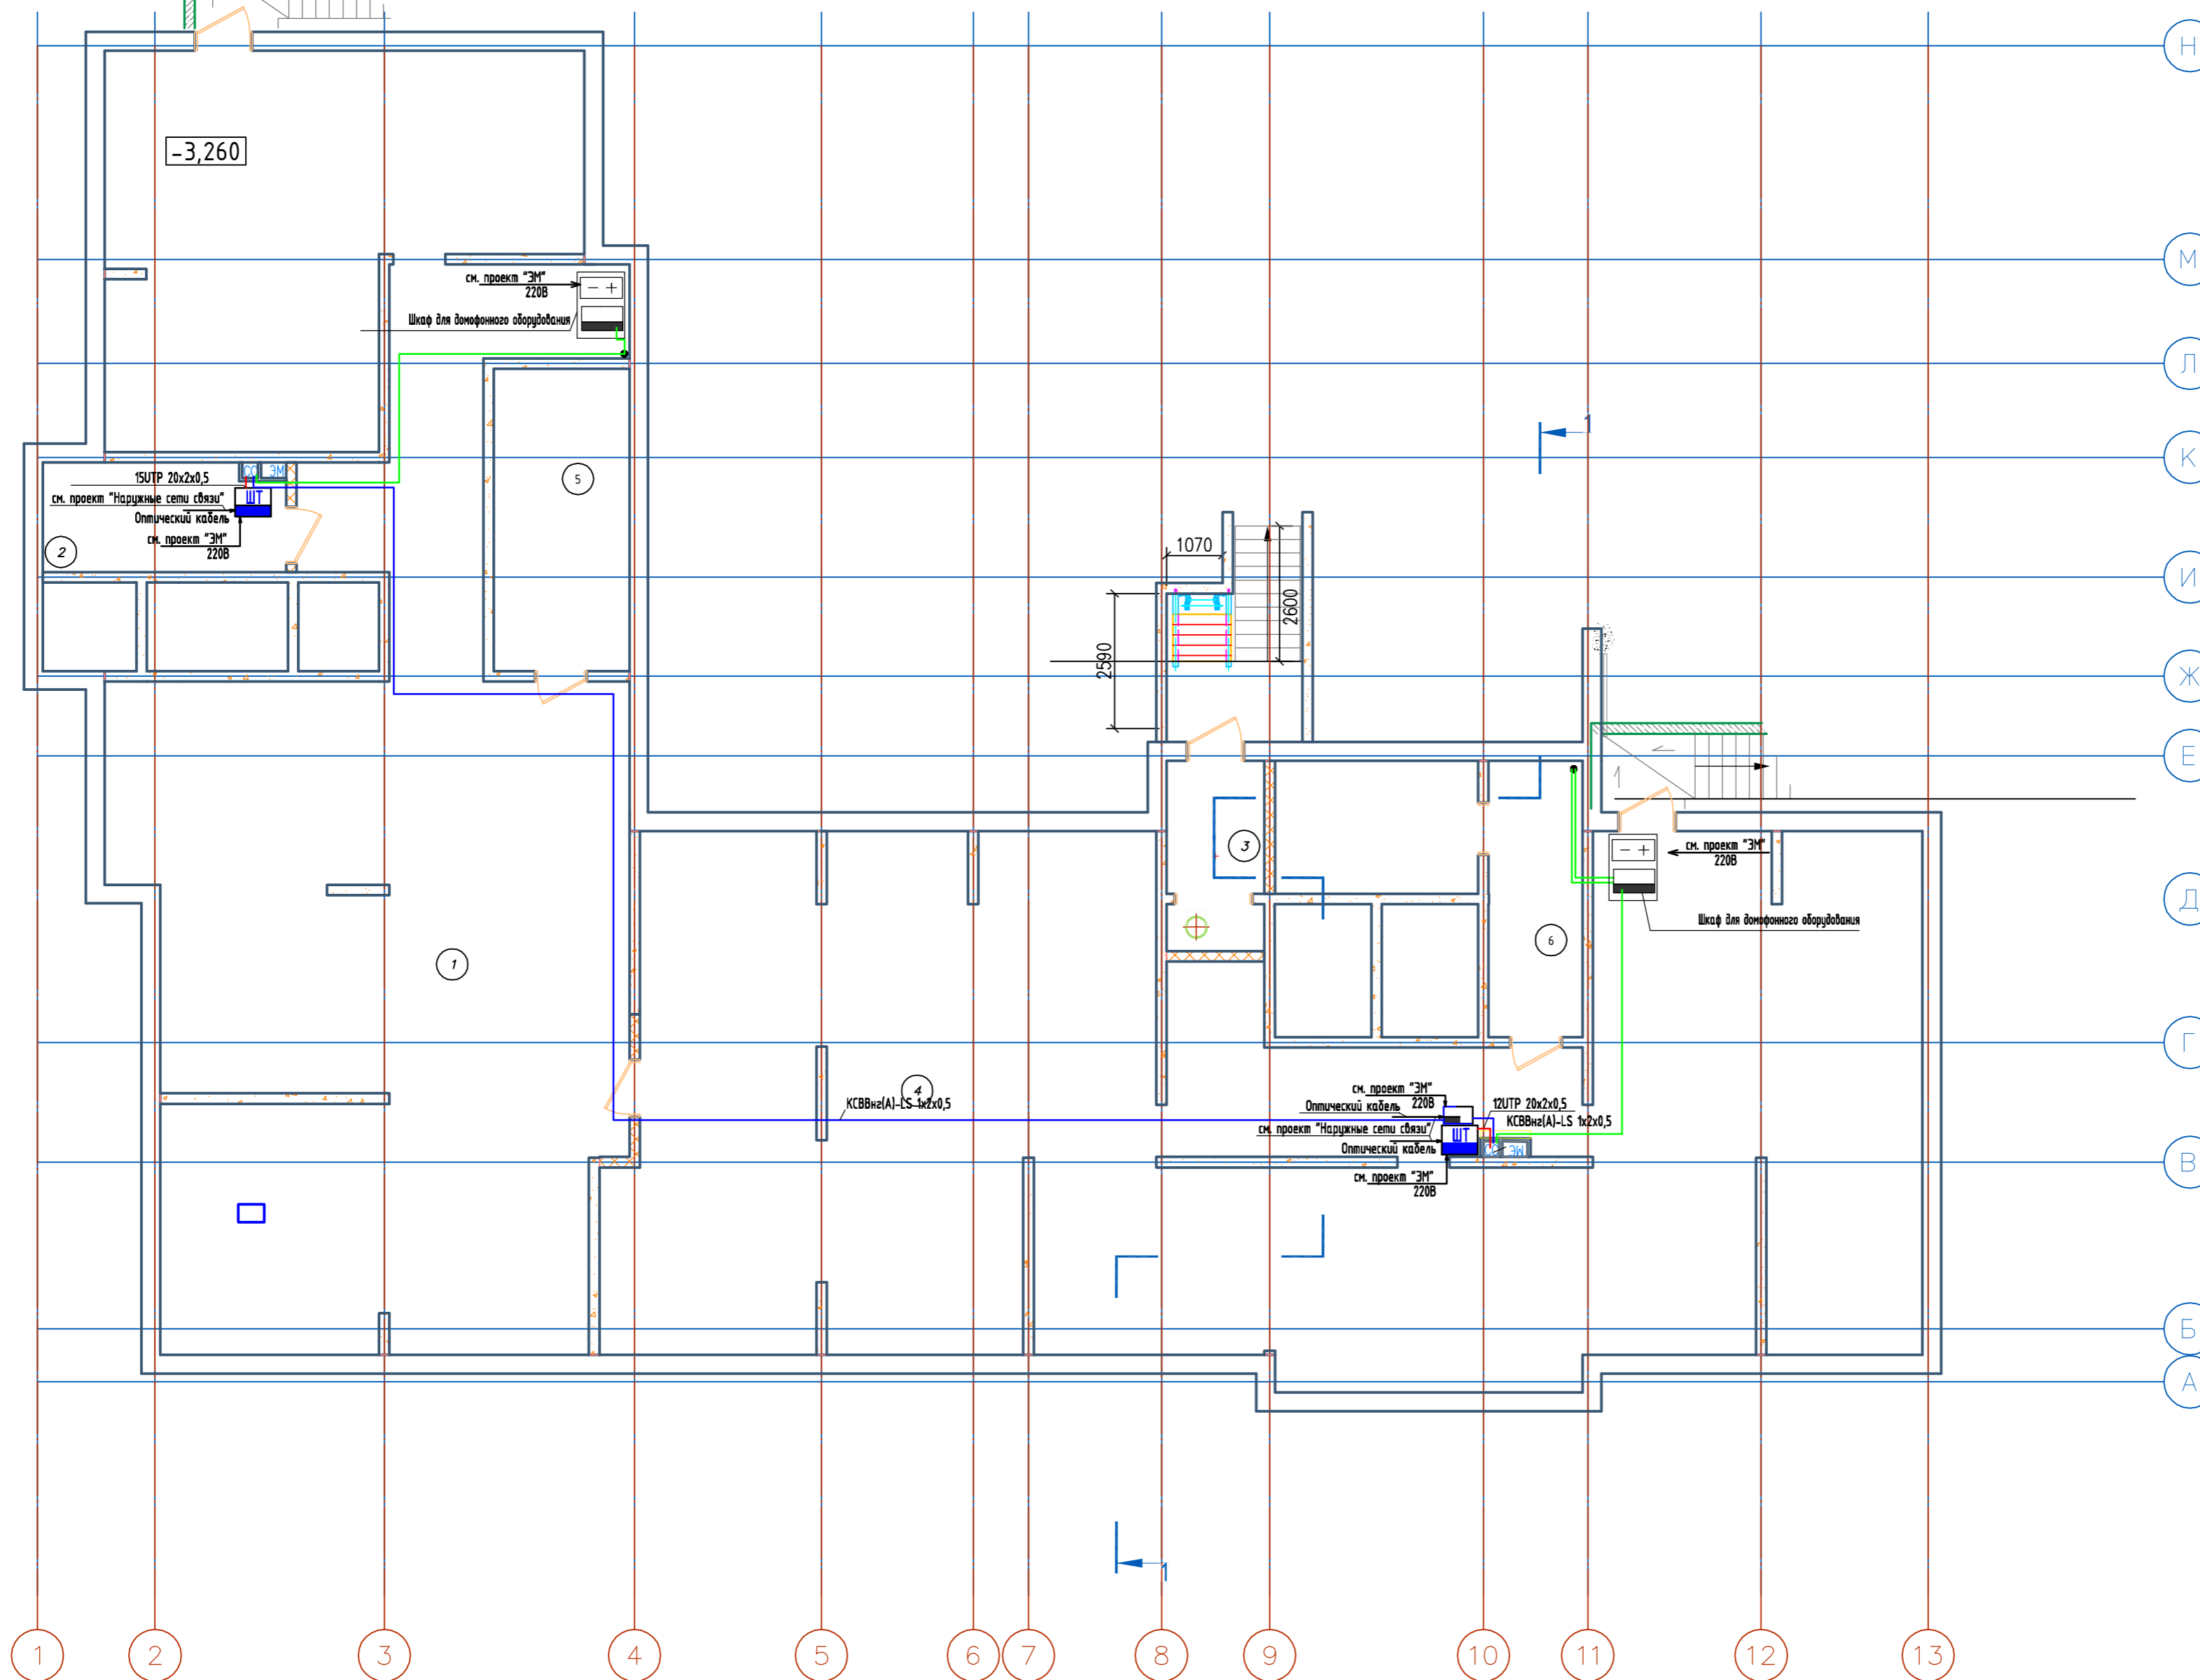 Н
-3,260
М
см. проект "ЭМ"
220В
Шкаф для домофонного оборудования
Л
1
К
СО ЭМ
15UTP 20х2х0,5
см. проект "Наружные сети связи"
ШТ
Оптический кабель
см. проект "ЭМ"
220В
2
5
1070
И
2600
2590
Ж
Е
3
- +
см. проект "ЭМ"
220В
Д
Шкаф для домофонного оборудования
6
1
Г
4
КСВВнг(А)-LS 1х2х0,5
см. проект "ЭМ"
220В
Оптический кабель
12UTP 20х2х0,5
КСВВнг(А)-LS 1х2х0,5
см. проект "Наружные сети связи"
ШТ
Оптический кабель
СО ЭМ
В
см. проект "ЭМ"
220В
Б
А
1
1
2
3
4
5
6
7
8
9
10
11
12
13